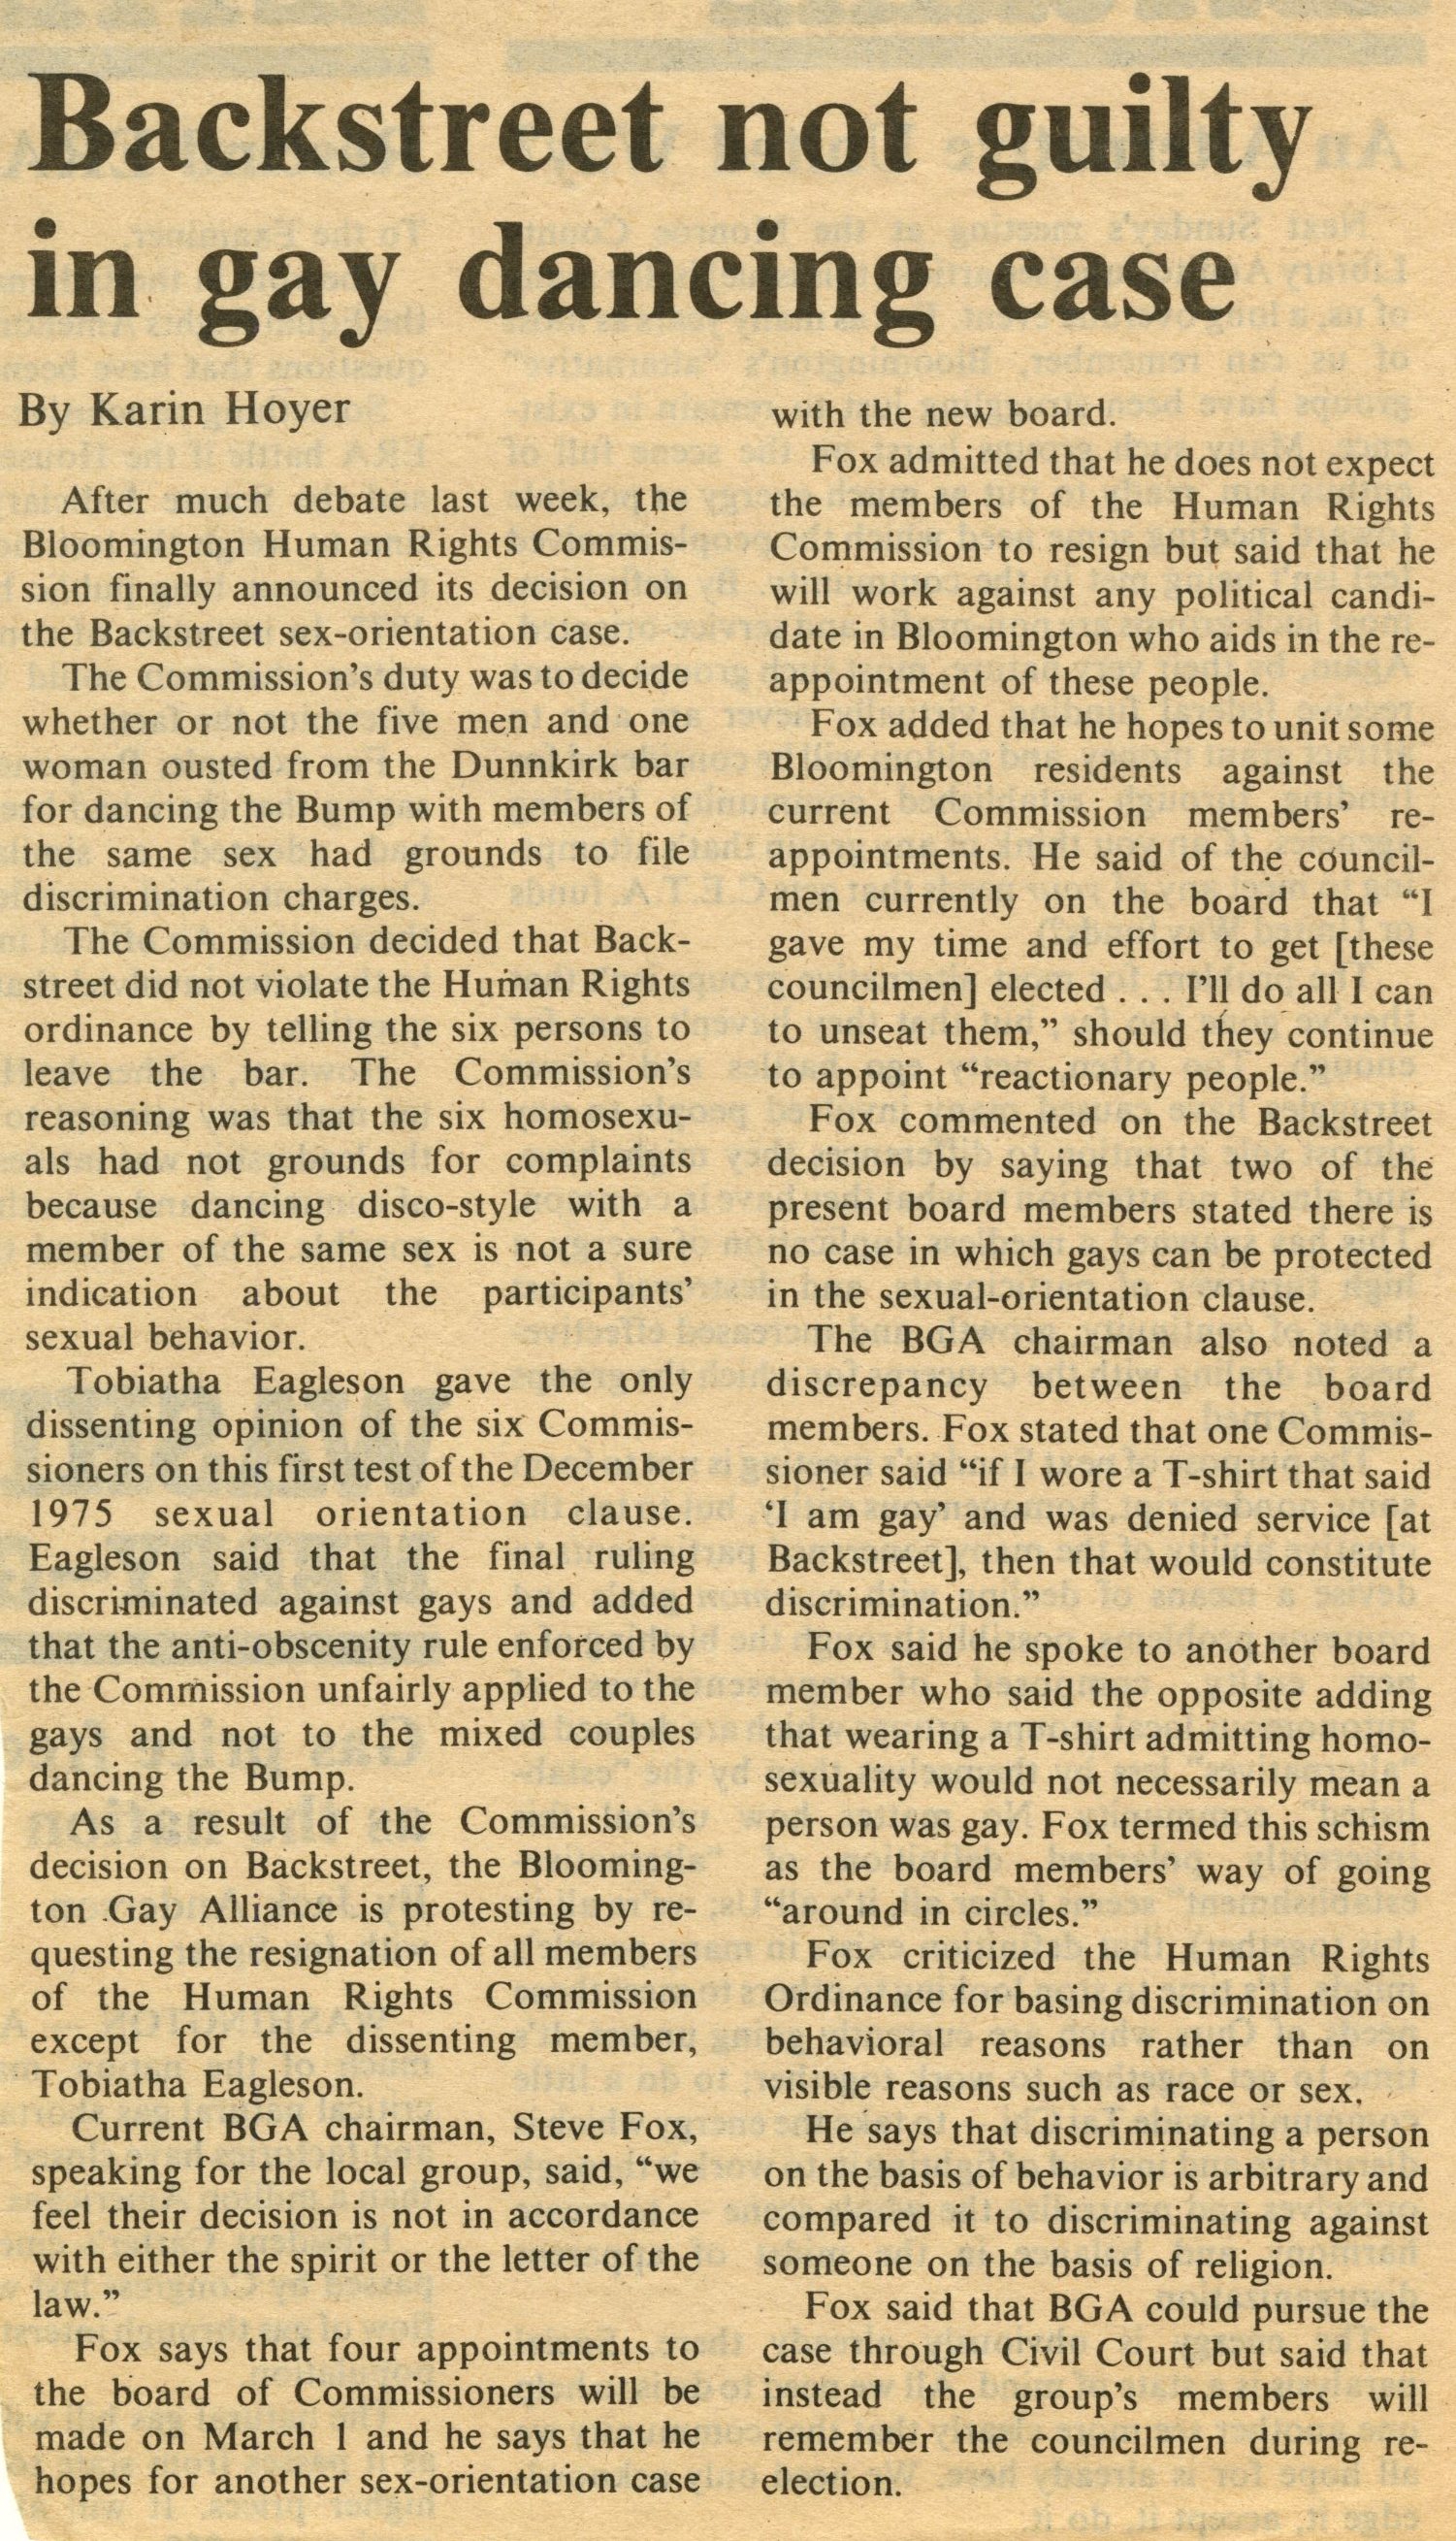 Backstreet not guilty
in gay dancing case
By Karin Hoyer
After much debate last week, the
Bloomington Human Rights Commis-
sion finally announced its decision on
the Backstreet sex-orientation case.
The Commission's duty was to decide
whether or not the five men and one
woman ousted from the Dunnkirk bar
for dancing the Bump with members of
the same sex had grounds to file
discrimination charges.
The Commission decided that Back-
street did not violate the Human Rights
ordinance by telling the six persons to
leave the bar. The Commission's
reasoning was that the six homosexu-
als had not grounds for complaints
because dancing disco-style with a
member of the same sex is not a sure
indication about the participants'
sexual behavior.
Tobiatha Eagleson gave the only
dissenting opinion of the six Commis-
sioners on this first test of the December
1975 sexual orientation clause.
Eagleson said that the final ruling
discriminated against gays and added
that the anti-obscenity rule enforced by
the Commission unfairly applied to the
gays and not to the mixed couples
dancing the Bump.
As a result of the Commission's
decision on Backstreet, the Blooming-
ton Gay Alliance is protesting by re-
questing the resignation of all members
of the Human Rights Commission
except for the dissenting member,
Tobiatha Eagleson.
Current BGA chairman, Steve Fox,
speaking for the local group, said, "we
feel their decision is not in accordance
with either the spirit or the letter of the
law."
Fox says that four appointments to
the board of Commissioners will be
made on March 1 and he says that he
hopes for another sex-orientation case
with the new board.
Fox admitted that he does not expect
the members of the Human Rights
Commission to resign but said that he
will work against any political candi-
date in Bloomington who aids in the re-
appointment of these people.
Fox added that he hopes to unit some
Bloomington residents against the
current Commission members' re-
appointments. He said of the council-
men currently on the board that "I
gave my time and effort to get [these
councilmen] elected . . . I'll do all I can
to unseat them," should they continue
to appoint "reactionary people."
Fox commented on the Backstreet
decision by saying that two of the
present board members stated there is
no case in which gays can be protected
in the sexual-orientation clause.
The BGA chairman also noted a
discrepancy between the board
members. Fox stated that one Commis-
sioner said "if I wore a T-shirt that said
'I am gay' and was denied service [at
Backstreet], then that would constitute
discrimination."
Fox said he spoke to another board
member who said the opposite adding
that wearing a T-shirt admitting homo-
sexuality would not necessarily mean a
person was gay. Fox termed this schism
as the board members' way of going
"around in circles."
Fox criticized the Human Rights
Ordinance for basing discrimination on
behavioral reasons rather than on
visible reasons such as race or sex.
He says that discriminating a person
on the basis of behavior is arbitrary and
compared it to discriminating against
someone on the basis of religion.
Fox said that BGA could pursue the
case through Civil Court but said that
instead the group's members will
remember the councilmen during re-
election.